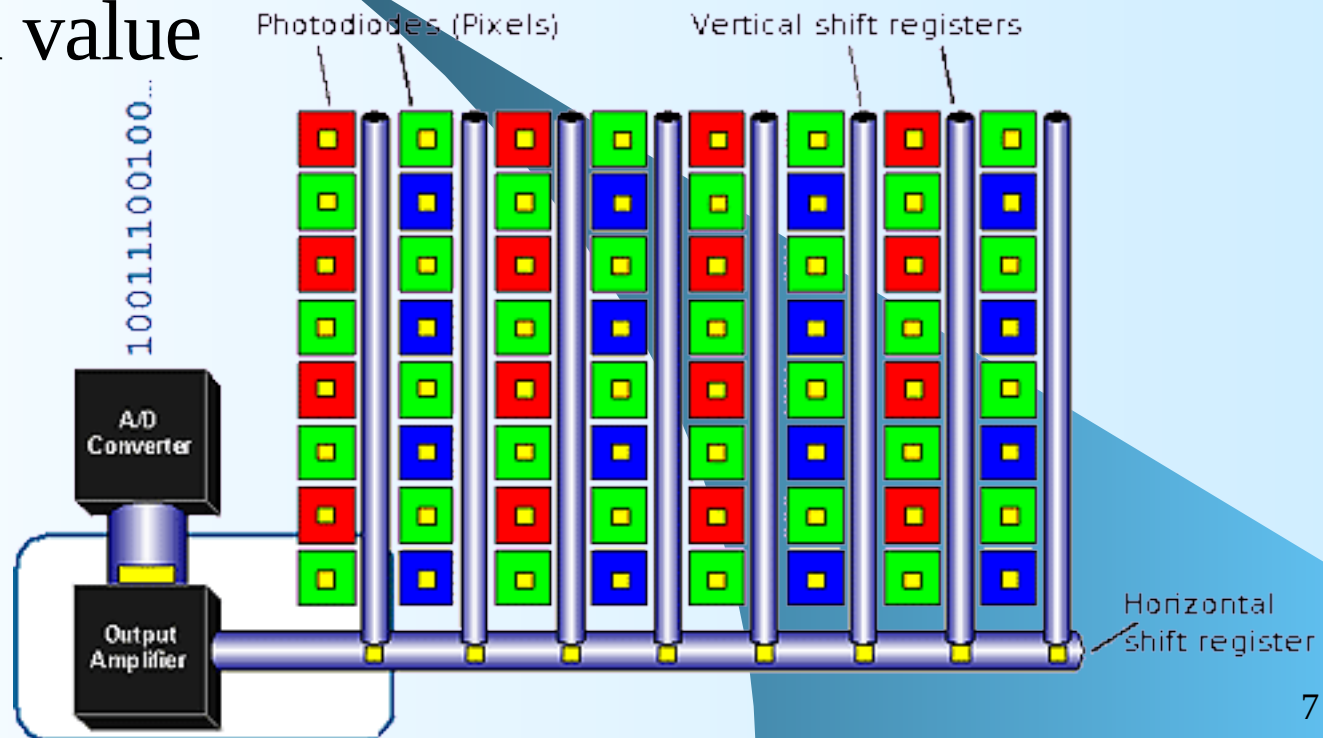 value
Photodiodes (Pixels)
Vertical shift registers
10011100100...
A/D
Converter
Output
Amplifier
Horizontal
shift register
7